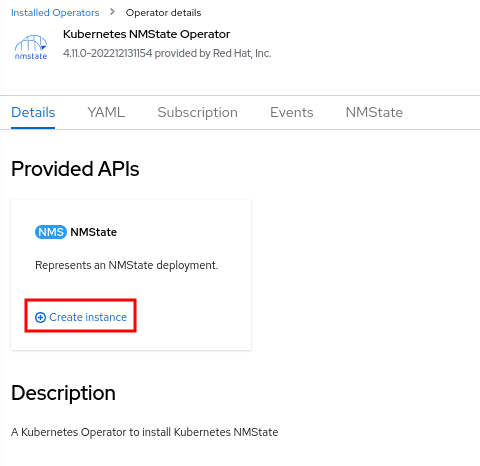 Installed Operators > Operator details
nmstate
Kubernetes NMState Operator
4.11.0-202212131154 provided by Red Hat, Inc.
Details YAML Subscription Events NMState
Provided APIs
NMS NMState
Represents an NMState deployment.
Create instance
Description
A Kubernetes Operator to install Kubernetes NMState